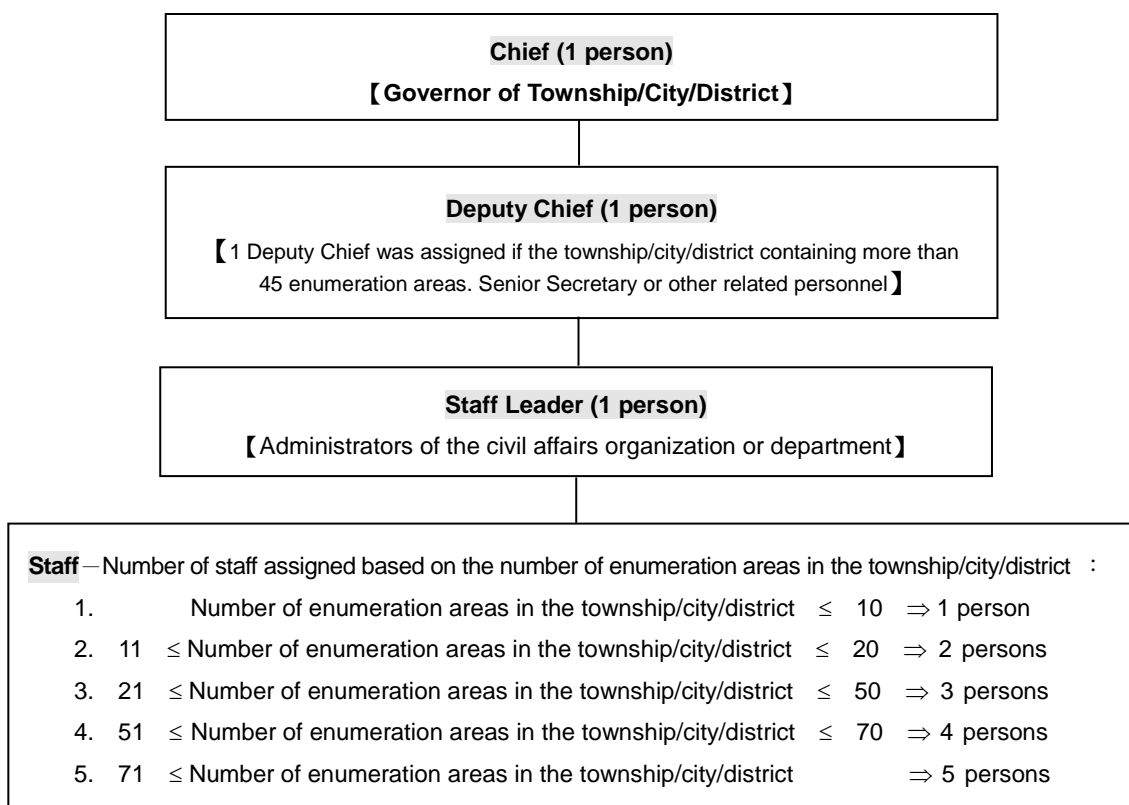 Chief (1 person)
【Governor of Township/City/District】
Deputy Chief (1 person)
【1 Deputy Chief was assigned if the township/city/district containing more than
45 enumeration areas. Senior Secretary or other related personnel】
Staff Leader (1 person)
【Administrators of the civil affairs organization or department】
Staff－Number of staff assigned based on the number of enumeration areas in the township/city/district：
1. Number of enumeration areas in the township/city/district ≤ 10 ⇒ 1 person
2. 11 ≤ Number of enumeration areas in the township/city/district ≤ 20 ⇒ 2 persons
3. 21 ≤ Number of enumeration areas in the township/city/district ≤ 50 ⇒ 3 persons
4. 51 ≤ Number of enumeration areas in the township/city/district ≤ 70 ⇒ 4 persons
5. 71 ≤ Number of enumeration areas in the township/city/district ⇒ 5 persons